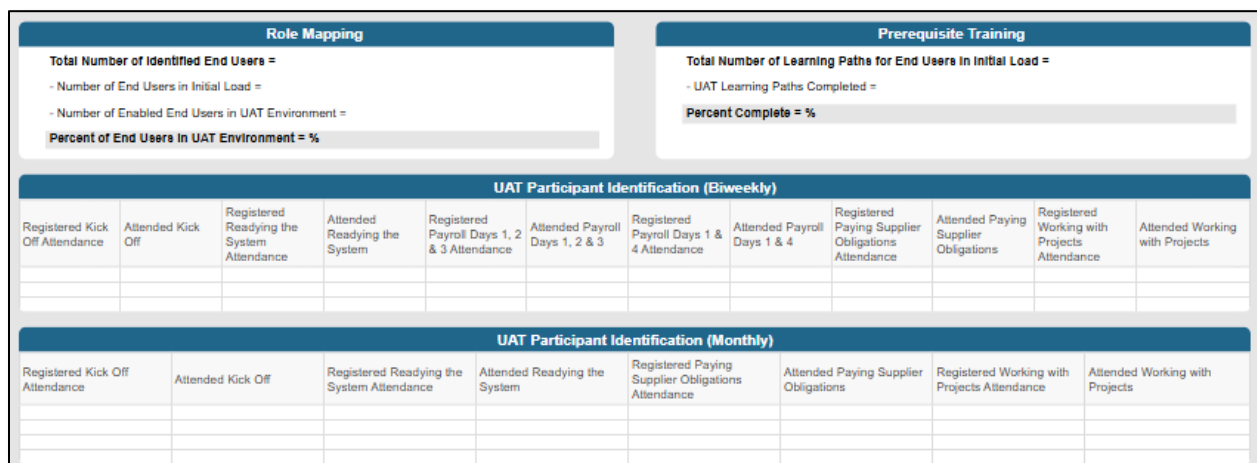 Role Mapping
Total Number of Identified End Users =
- Number of End Users in Initial Load =
- Number of Enabled End Users in UAT Environment =
Percent of End Users in UAT Environment = %
Prerequisite Training
Total Number of Learning Paths for End Users in Initial Load =
- UAT Learning Paths Completed =
Percent Complete = %
UAT Participant Identification (Biweekly)
Registered Kick
Off Attendance
Attended Kick
Off
Registered
Readying the
System
Attendance
Attended
Readying the
System
Registered
Payroll Days 1, 2
& 3 Attendance
Attended Payroll
Days 1, 2 & 3
Registered
Payroll Days 1 &
4 Attendance
Attended Payroll
Days 1 & 4
Registered
Paying Supplier
Obligations
Attendance
Attended Paying
Supplier
Obligations
Registered
Working with
Projects
Attendance
Attended Working
with Projects
UAT Participant Identification (Monthly)
Registered Kick Off
Attendance
Attended Kick Off
Registered Readying the
System Attendance
Attended Readying the
System
Registered Paying
Supplier Obligations
Attendance
Attended Paying Supplier
Obligations
Registered Working with
Projects Attendance
Attended Working with
Projects